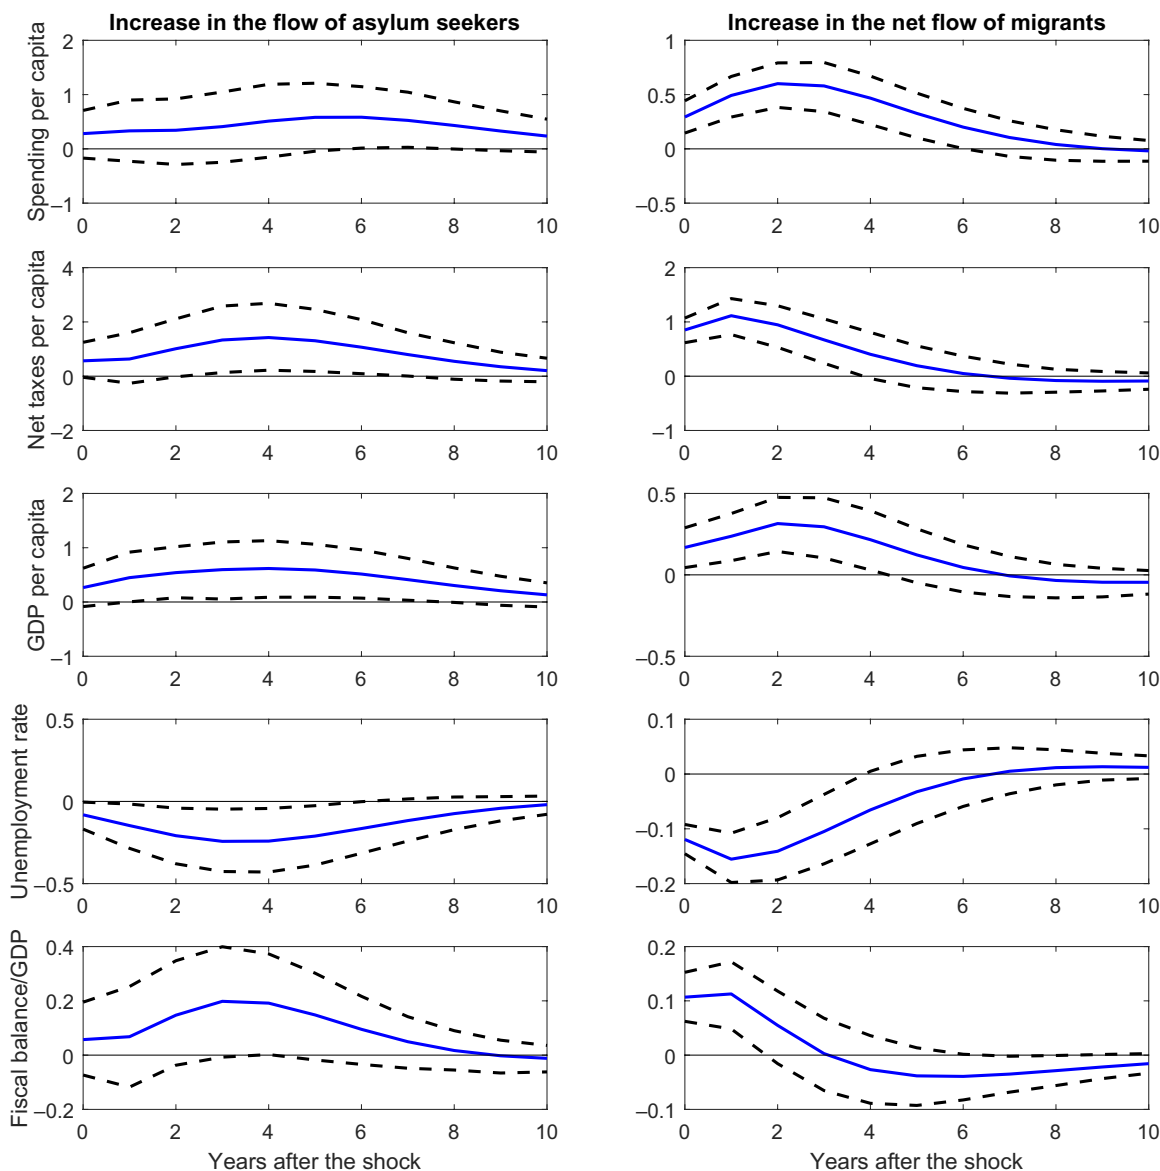 Increase in the flow of asylum seekers
Increase in the net flow of migrants
Spending per capita
2
1
0
–1
0 2 4 6 8 10
1
0.5
0
–0.5
0 2 4 6 8 10
Net taxes per capita
4
2
0
–2
0 2 4 6 8 10
2
1
0
–1
0 2 4 6 8 10
GDP per capita
2
1
0
–1
0 2 4 6 8 10
0.5
0
–0.5
0 2 4 6 8 10
Unemployment rate
0.5
0
–0.5
0 2 4 6 8 10
0.1
0
–0.1
–0.2
0 2 4 6 8 10
Fiscal balance/GDP
0.4
0.2
0
–0.2
0 2 4 6 8 10
Years after the shock
0.2
0.1
0
–0.1
0 2 4 6 8 10
Years after the shock